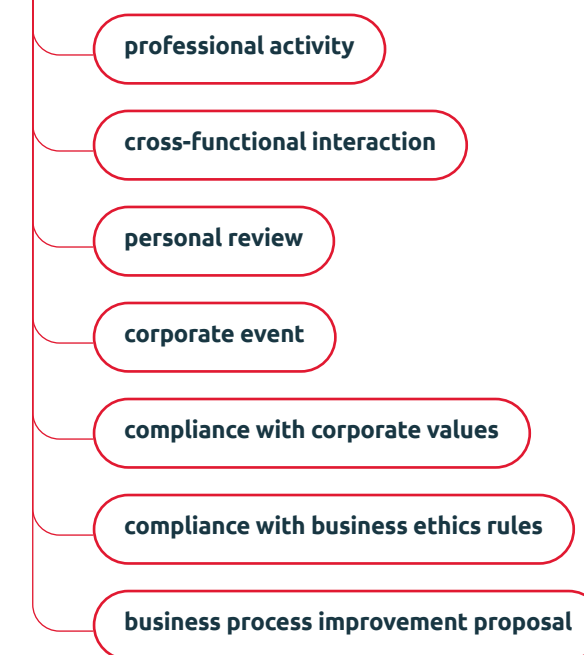 professional activity
cross-functional interaction
personal review
corporate event
compliance with corporate values
compliance with business ethics rules
business process improvement proposal